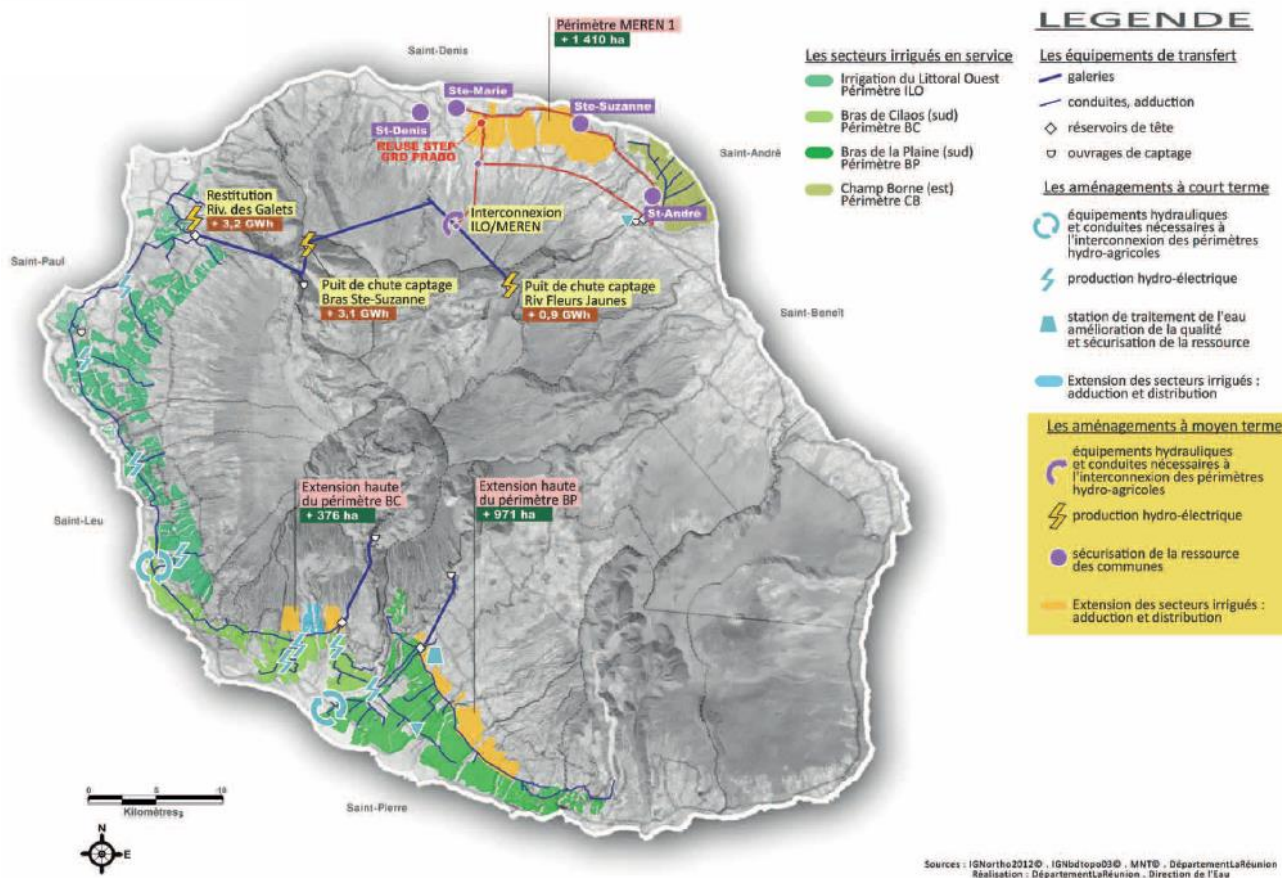 LEGENDE
Périmètre MEREN 1
+ 1 410 ha
Saint-Denis
Ste-Marie
Ste-Suzanne
St-Denis
REUSE STEP
GRD PRADO
Saint-André
St-André
Restitution
Riv. des Galets
+ 3,2 GWh
Interconnexion
ILO/MEREN
Saint-Paul
Puit de chute captage
Bras Ste-Suzanne
+ 3,1 GWh
Puit de chute captage
Riv Fleurs Jaunes
+ 0,9 GWh
Saint-Benoît
Extension haute
du périmètre BC
+ 376 ha
Extension haute
du périmètre BP
+ 971 ha
Saint-Leu
Saint-Pierre
0 5 10
Kilomètres
N
E
Les secteurs irrigués en service
Irrigation du Littoral Ouest
Périmètre ILO
Bras de Cilaos (sud)
Périmètre BC
Bras de la Plaine (sud)
Périmètre BP
Champ Borne (est)
Périmètre CB
Les équipements de transfert
galeries
conduites, adduction
réservoirs de tête
ouvrages de captage
Les aménagements à court terme
équipements hydrauliques
et conduites nécessaires à
l'interconnexion des périmètres
hydro-agricoles
production hydro-électrique
station de traitement de l'eau
amélioration de la qualité
et sécurisation de la ressource
Extension des secteurs irrigués :
adduction et distribution
Les aménagements à moyen terme
équipements hydrauliques
et conduites nécessaires à
l'interconnexion des périmètres
hydro-agricoles
production hydro-électrique
sécurisation de la ressource
des communes
Extension des secteurs irrigués :
adduction et distribution
Sources : IGNortho2012© . IGNbdtopo03© . MNT© . DépartementLaRéunion
Réalisation : DépartementLaRéunion . Direction de l'Eau